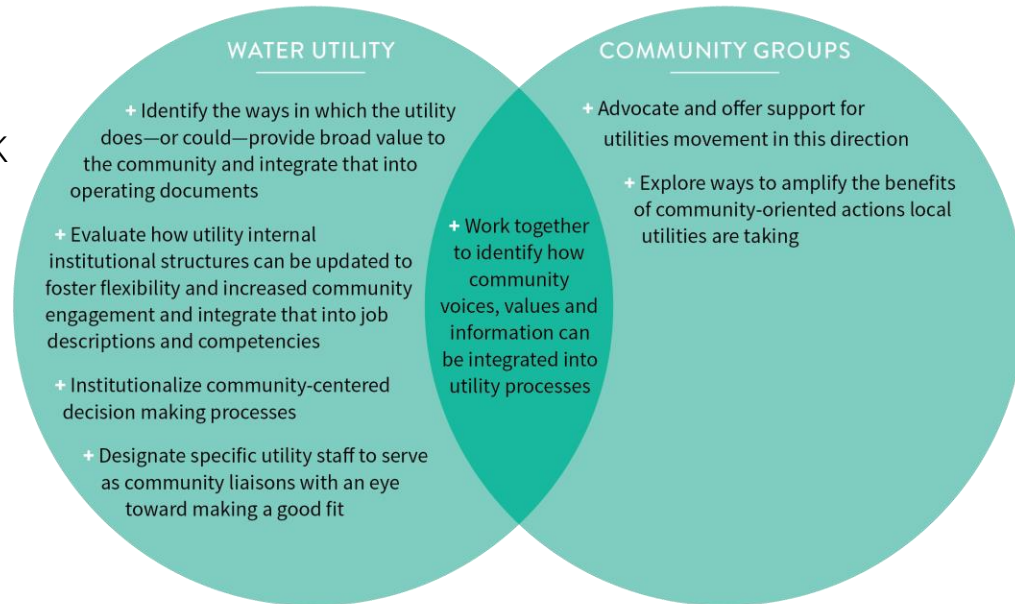 WATER UTILITY
+ Identify the ways in which the utility
does—or could—provide broad value to
the community and integrate that into
operating documents
+ Evaluate how utility internal
institutional structures can be updated to
foster flexibility and increased community
engagement and integrate that into job
descriptions and competencies
+ Institutionalize community-centered
decision making processes
+ Designate specific utility staff to serve
as community liaisons with an eye
toward making a good fit
+ Work together
to identify how
community
voices, values and
information can
be integrated into
utility processes
COMMUNITY GROUPS
+ Advocate and offer support for
utilities movement in this direction
+ Explore ways to amplify the benefits
of community-oriented actions local
utilities are taking